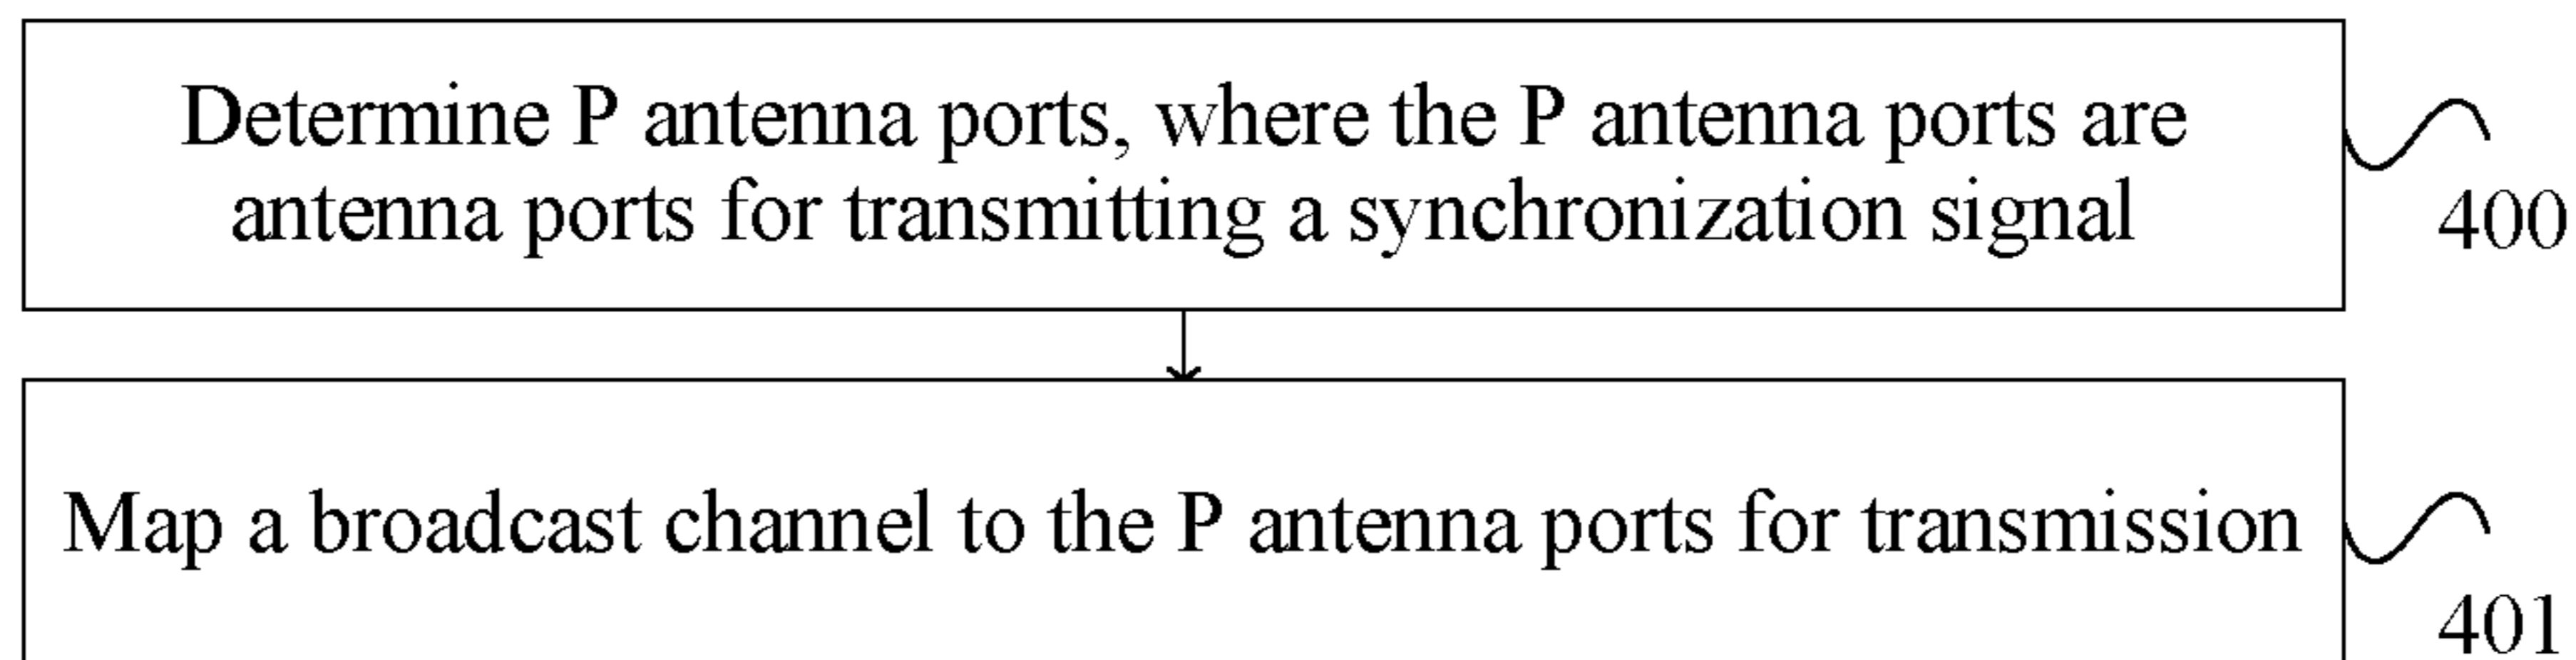 Determine P antenna ports, where the P antenna ports are
antenna ports for transmitting a synchronization signal
400
Map a broadcast channel to the P antenna ports for transmission
401